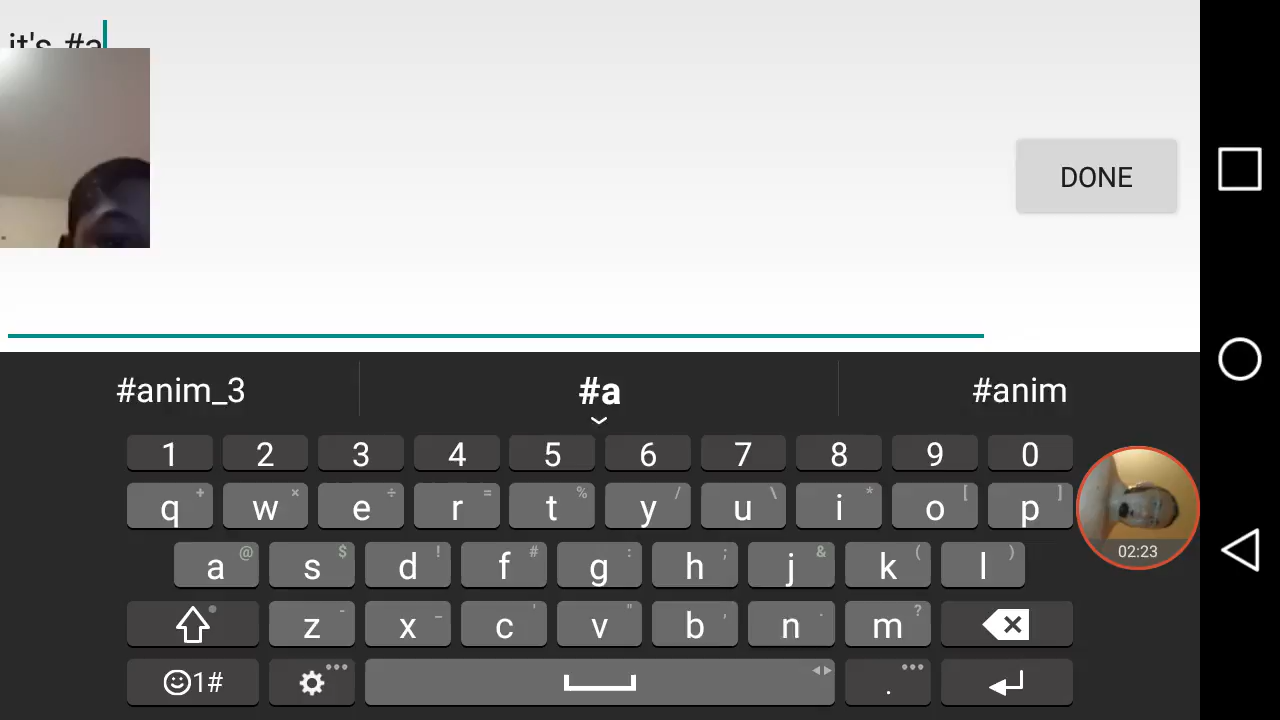 it's #a
DONE
#anim_3 #a #anim
1 2 3 4 5 6 7 8 9 0
q + w × e ÷ r = t % y / u \ i * o [ p ]
a @ s $ d ! f # g : h ; j & k ( l )
z - x _ c ' v " b , n . m ?
1# .
02:23